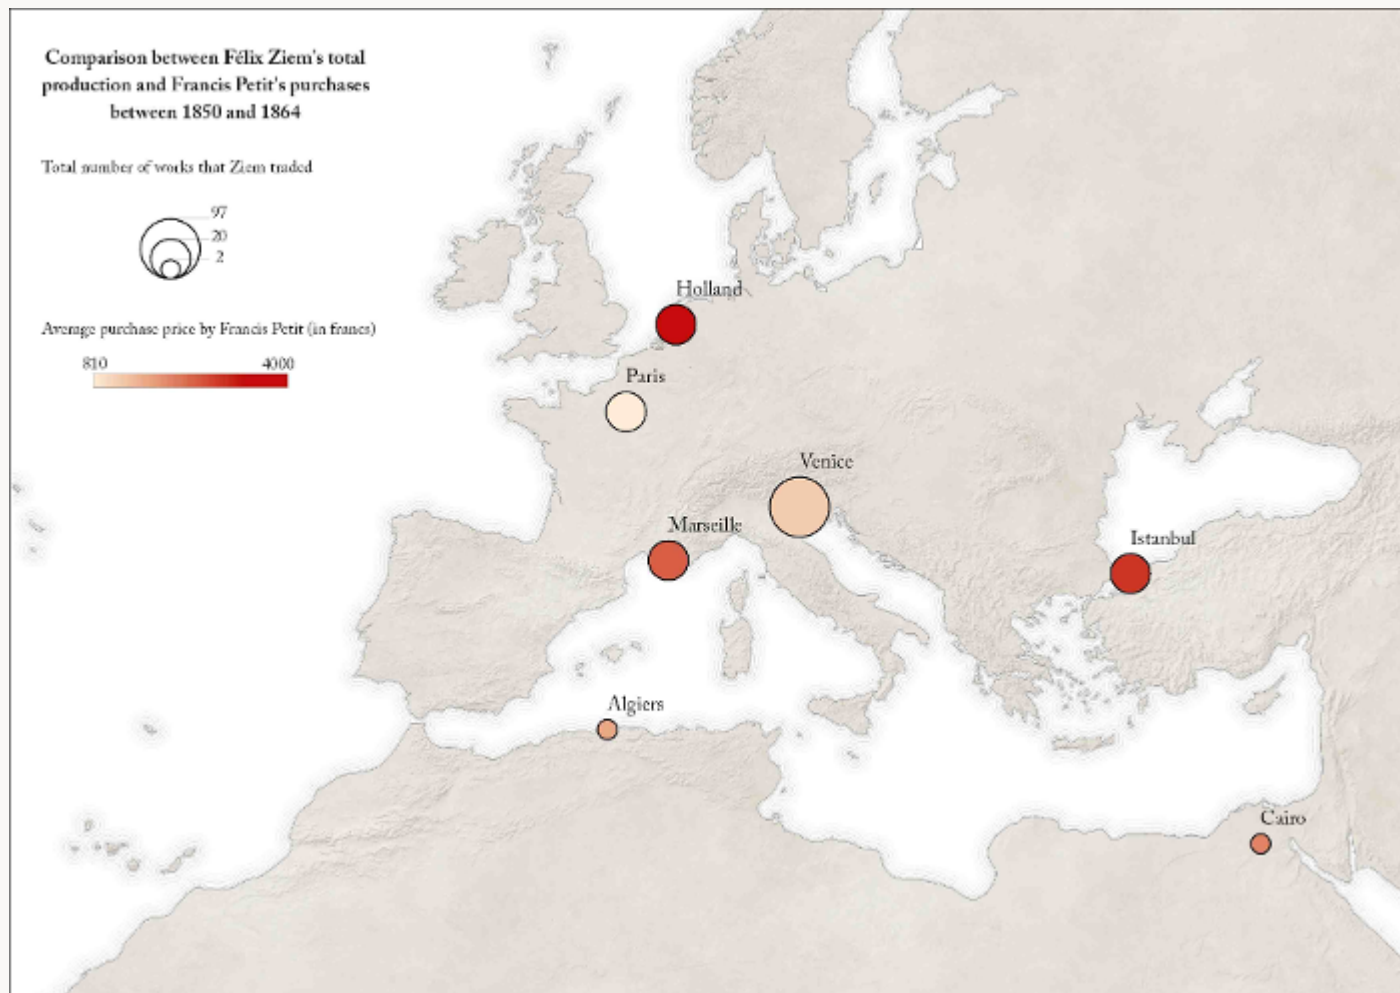 Comparison between Félix Ziem's total
production and Francis Petit's purchases
between 1850 and 1864
Total number of works that Ziem traded
97
20
2
Average purchase price by Francis Petit (in francs)
810 4000
Holland
Paris
Venice
Marseille
Istanbul
Algiers
Cairo